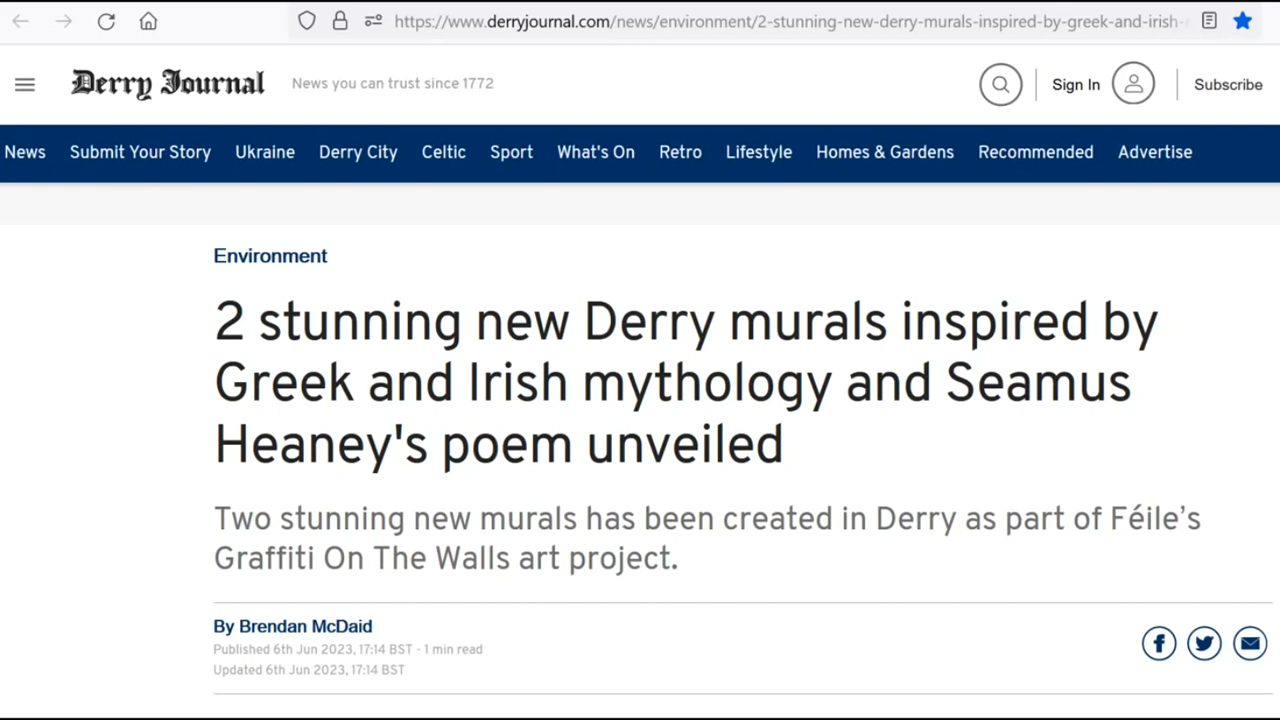 https://www.derryjournal.com/news/environment/2-stunning-new-derry-murals-inspired-by-greek-and-irish-
Derry Journal News you can trust since 1772 Sign In Subscribe
News Submit Your Story Ukraine Derry City Celtic Sport What's On Retro Lifestyle Homes & Gardens Recommended Advertise
Environment
2 stunning new Derry murals inspired by
Greek and Irish mythology and Seamus
Heaney's poem unveiled
Two stunning new murals has been created in Derry as part of Féile’s
Graffiti On The Walls art project.
By Brendan McDaid
Published 6th Jun 2023, 17:14 BST - 1 min read
Updated 6th Jun 2023, 17:14 BST